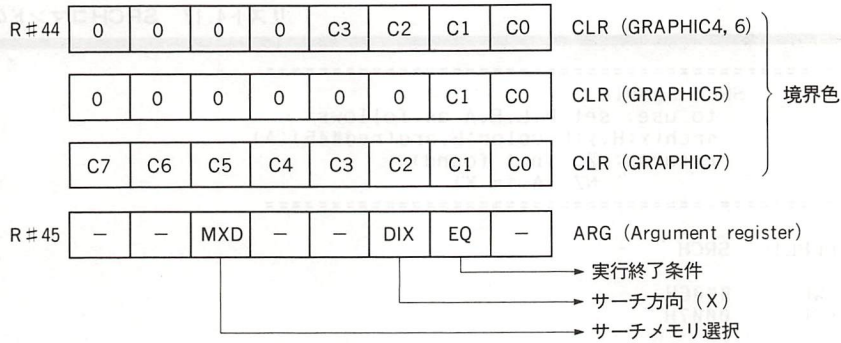 R#44 0 0 0 0 C3 C2 C1 C0 CLR (GRAPHIC4, 6)
0 0 0 0 0 0 C1 C0 CLR (GRAPHIC5)
境界色
C7 C6 C5 C4 C3 C2 C1 C0 CLR (GRAPHIC7)
R#45 － － MXD － － DIX EQ － ARG (Argument register)
実行終了条件
サーチ方向 (X)
サーチメモリ選択